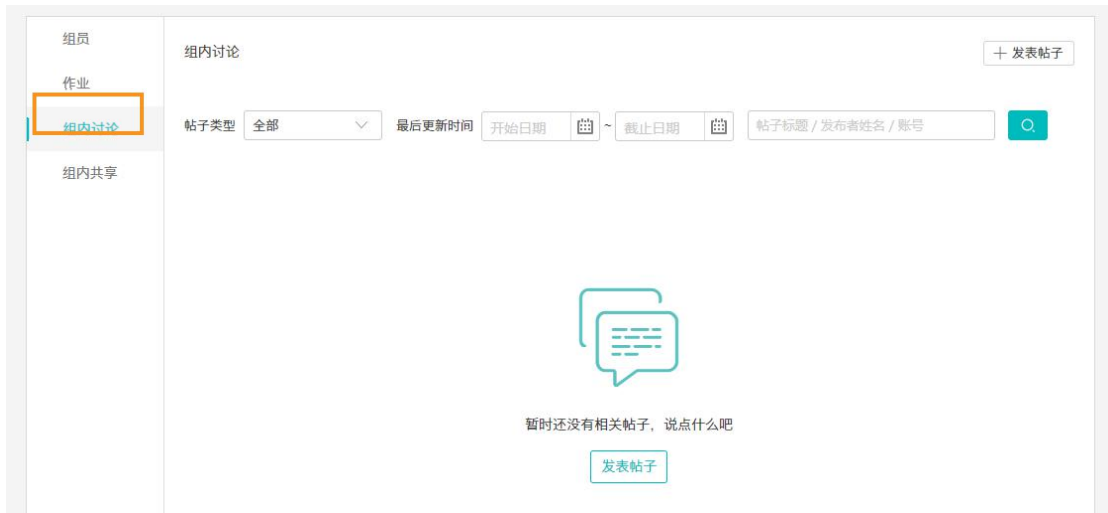 组员
作业
组内讨论
组内共享
组内讨论
发表帖子
帖子类型 全部 最后更新时间 开始日期 ~ 截止日期 帖子标题 / 发布者姓名 / 账号
暂时还没有相关帖子，说点什么吧
发表帖子